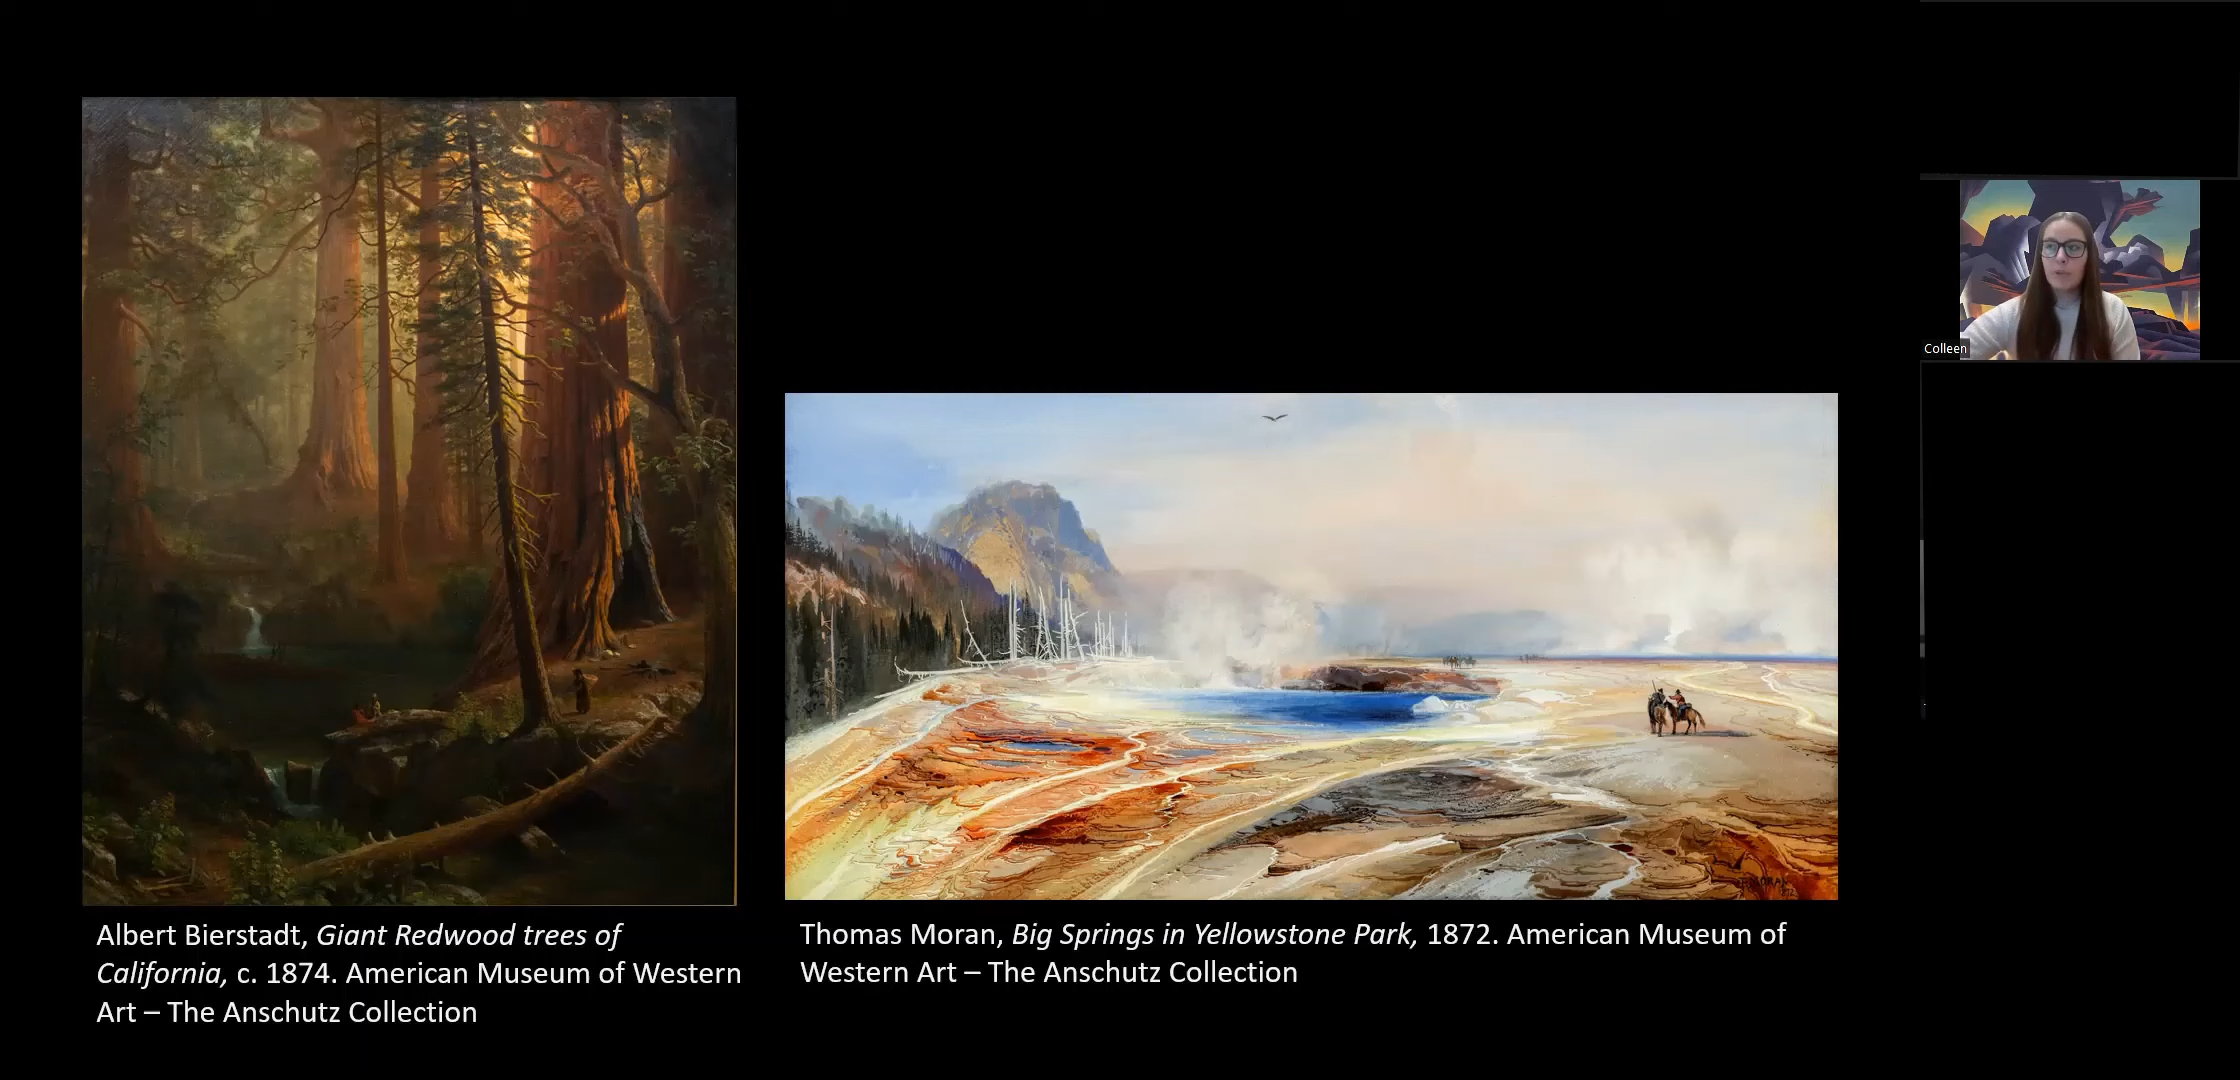 Albert Bierstadt, Giant Redwood trees of
California, c. 1874. American Museum of Western
Art – The Anschutz Collection
Thomas Moran, Big Springs in Yellowstone Park, 1872. American Museum of
Western Art – The Anschutz Collection
Colleen